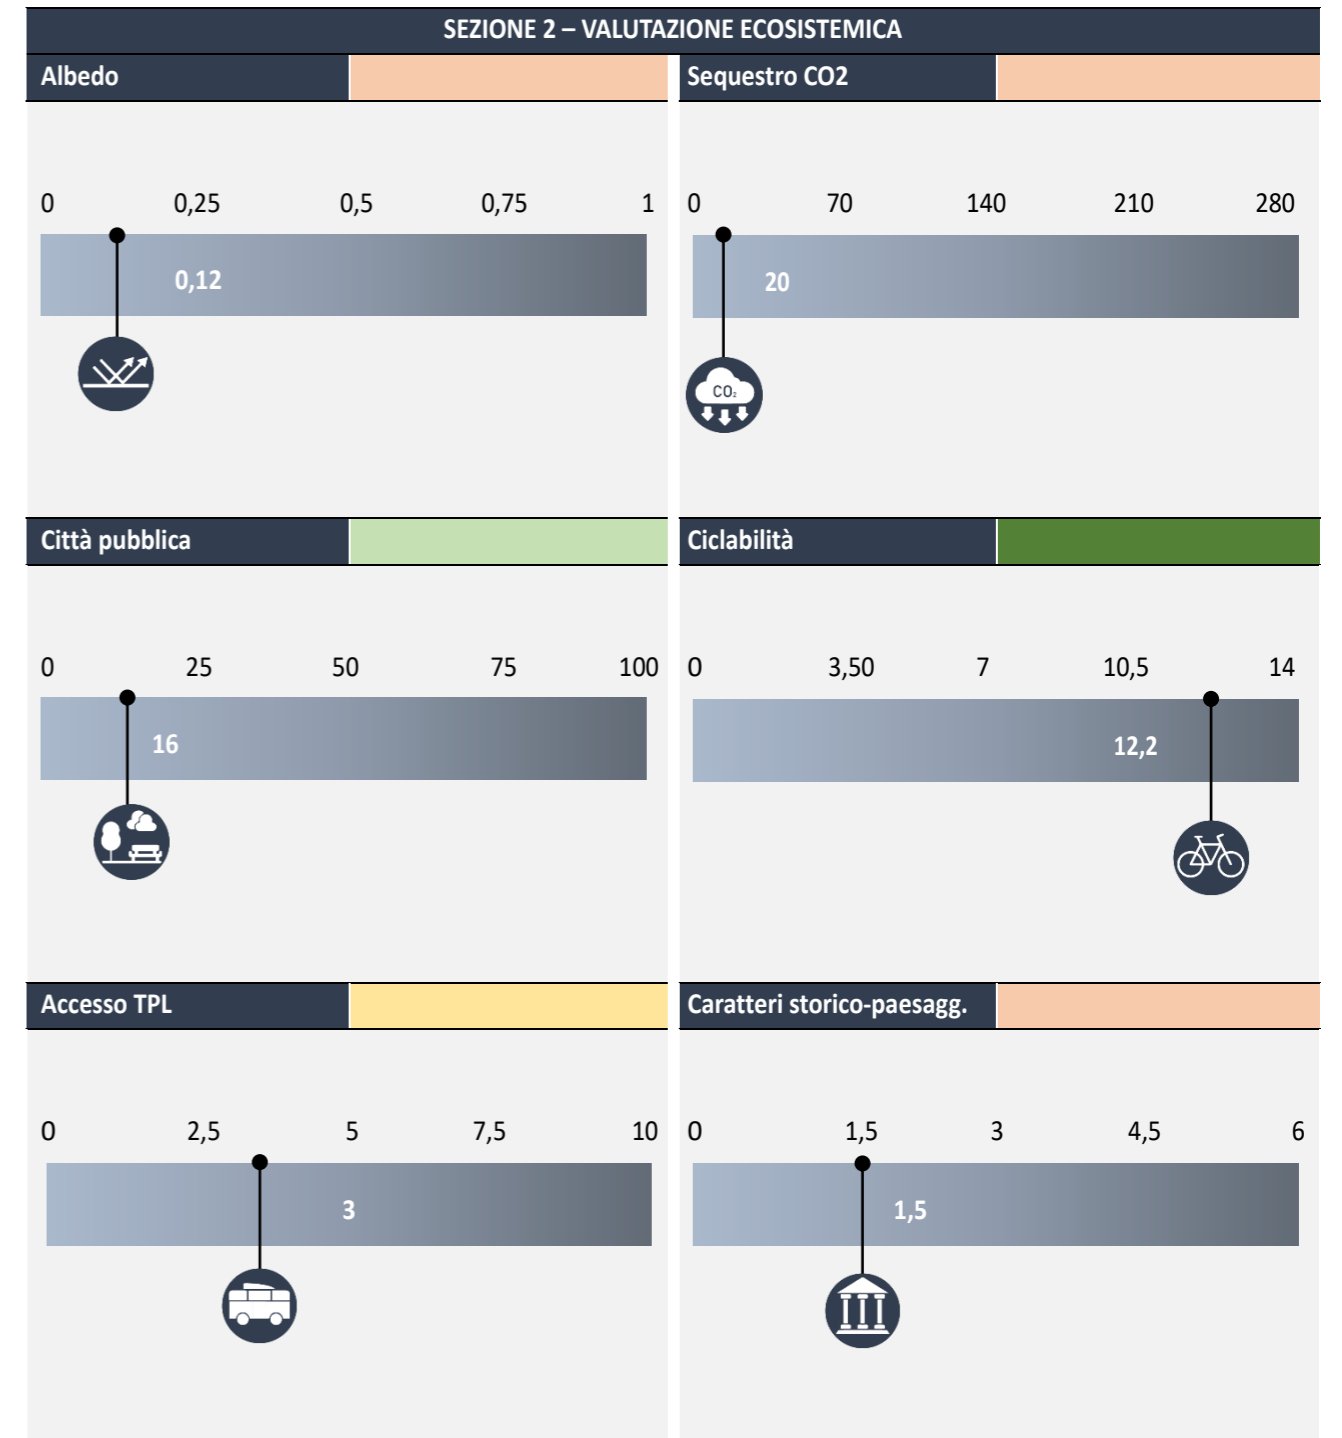 SEZIONE 2 – VALUTAZIONE ECOSISTEMICA
Albedo
0 0,25 0,5 0,75 1
0,12
Sequestro CO2
0 70 140 210 280
20
CO₂
Città pubblica
0 25 50 75 100
16
Ciclabilità
0 3,50 7 10,5 14
12,2
Accesso TPL
0 2,5 5 7,5 10
3
Caratteri storico-paesagg.
0 1,5 3 4,5 6
1,5